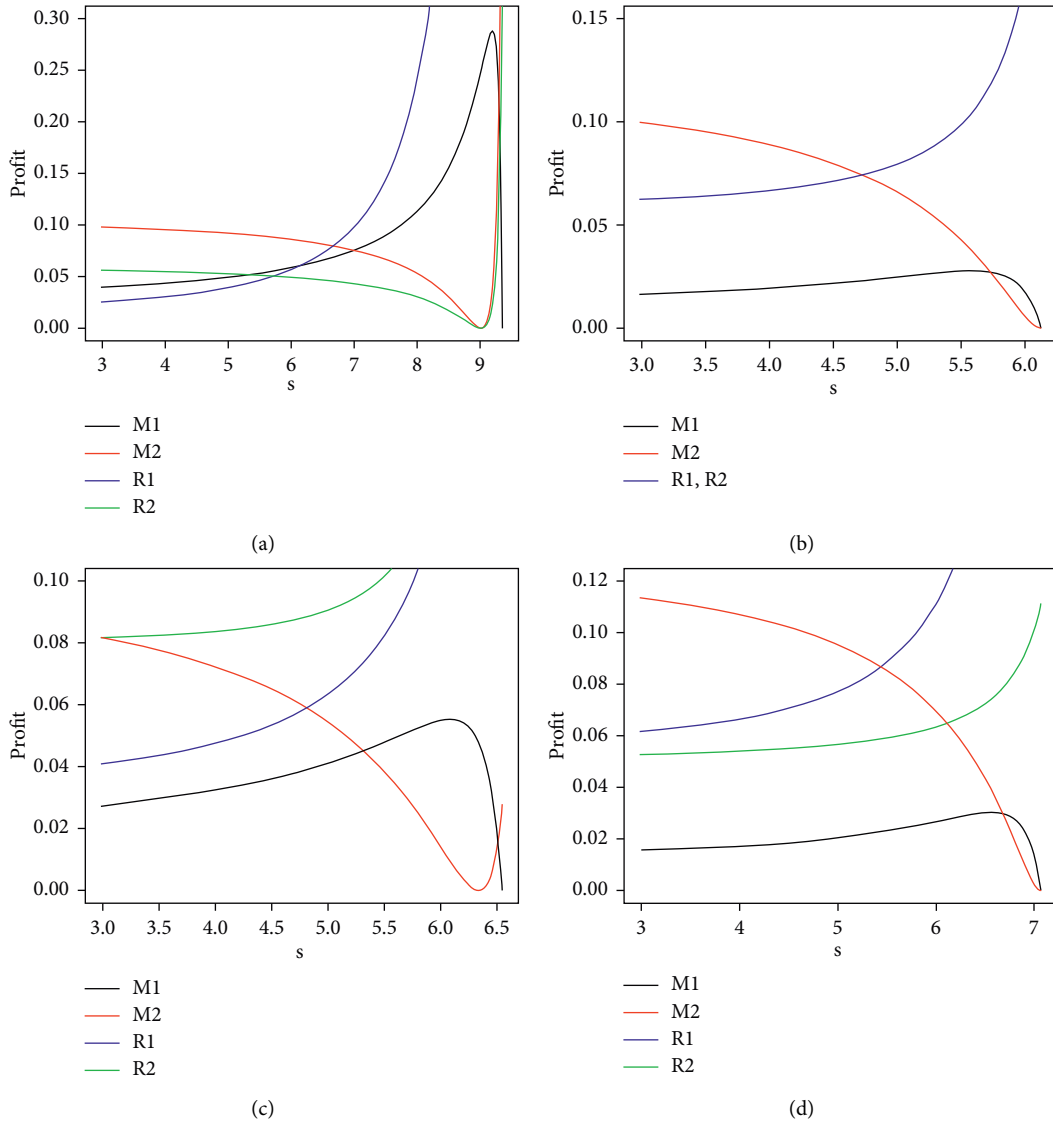 0.30
0.25
0.20
0.15
0.10
0.05
0.00
Profit
3 4 5 6 7 8 9
s
M1
M2
R1
R2
(a)
0.15
0.10
0.05
0.00
Profit
3.0 3.5 4.0 4.5 5.0 5.5 6.0
s
M1
M2
R1, R2
(b)
0.10
0.08
0.06
0.04
0.02
0.00
Profit
3.0 3.5 4.0 4.5 5.0 5.5 6.0 6.5
s
M1
M2
R1
R2
(c)
0.12
0.10
0.08
0.06
0.04
0.02
0.00
Profit
3 4 5 6 7
s
M1
M2
R1
R2
(d)